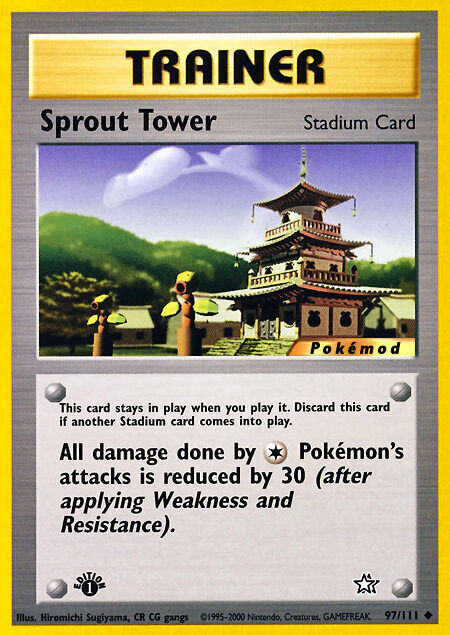 TRAINER
Sprout Tower Stadium Card
Pokémod
This card stays in play when you play it. Discard this card
if another Stadium card comes into play.
All damage done by Pokémon's
attacks is reduced by 30 (after
applying Weakness and
Resistance).
EDITION
1
Illus. Hiromichi Sugiyama, CR CG gangs ©1995-2000 Nintendo, Creatures, GAMEFREAK. 97/111